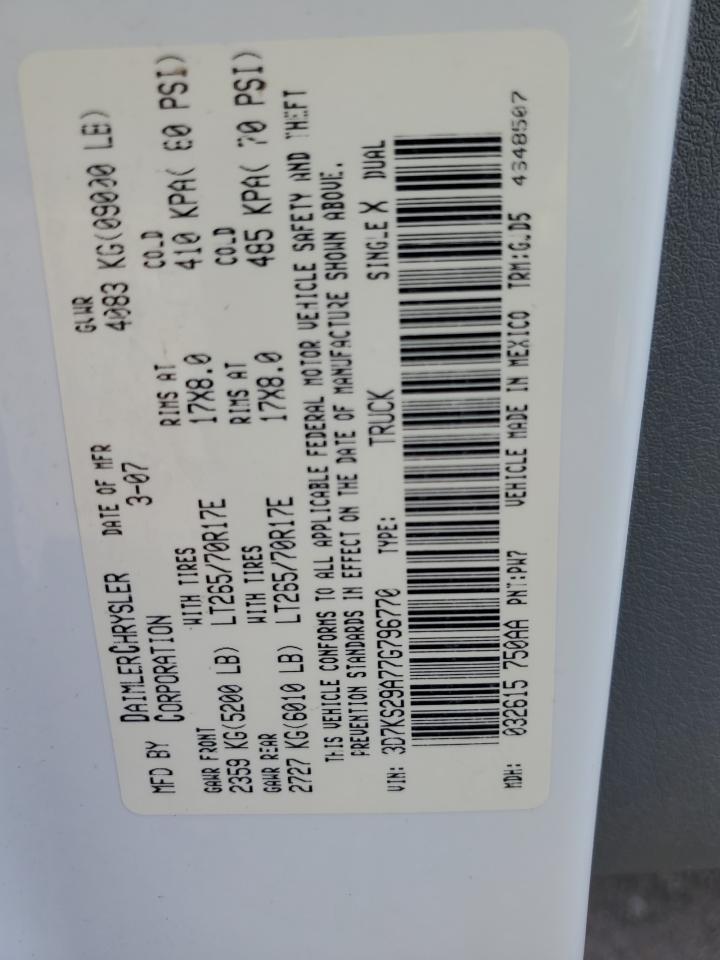 MFD BY DAIMLERCHRYSLER CORPORATION
DATE OF MFR 3-07
GVWR 4083 KG(09000 LB)
GAWR FRONT WITH TIRES RIMS AT COLD
2359 KG(5200 LB) LT265/70R17E 17X8.0 410 KPA( 60 PSI)
GAWR REAR WITH TIRES RIMS AT COLD
2727 KG(6010 LB) LT265/70R17E 17X8.0 485 KPA( 70 PSI)
THIS VEHICLE CONFORMS TO ALL APPLICABLE FEDERAL MOTOR VEHICLE SAFETY AND THEFT
PREVENTION STANDARDS IN EFFECT ON THE DATE OF MANUFACTURE SHOWN ABOVE.
VIN: 3D7KS29A77G796770 TYPE: TRUCK SINGLE X DUAL
MDH: 032615 750AA PNT:PW7 VEHICLE MADE IN MEXICO TRM:G.D5 4348507